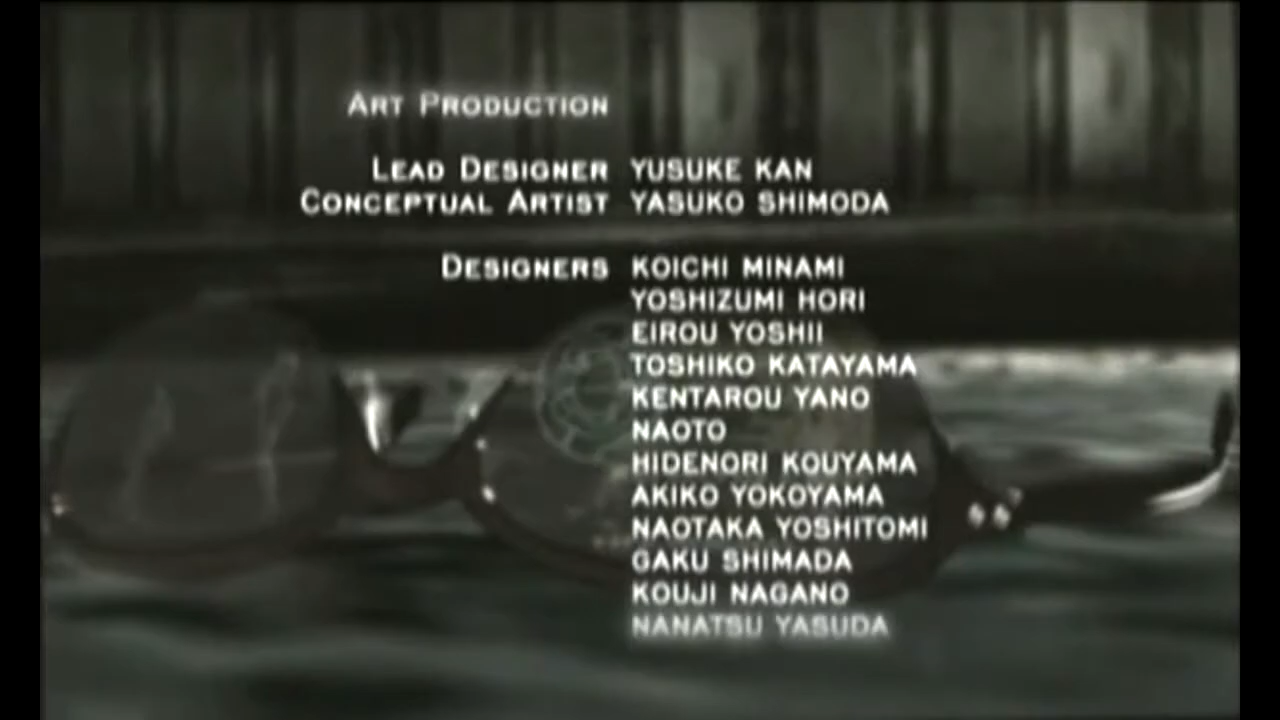 ART PRODUCTION
LEAD DESIGNER YUSUKE KAN
CONCEPTUAL ARTIST YASUKO SHIMODA
DESIGNERS KOICHI MINAMI
YOSHIZUMI HORI
EIROU YOSHII
TOSHIKO KATAYAMA
KENTAROU YANO
NAOTO
HIDENORI KOUYAMA
AKIKO YOKOYAMA
NAOTAKA YOSHITOMI
GAKU SHIMADA
KOUJI NAGANO
NANATSU YASUDA